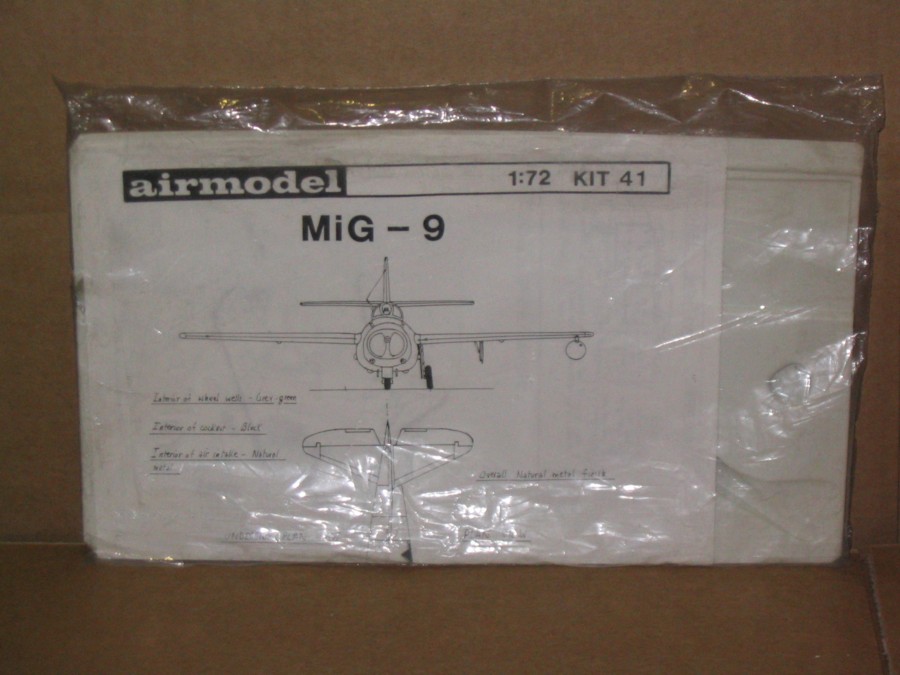 airmodel
1:72 KIT 41
MiG - 9
Interior of wheel wells - Grey-green
Interior of cockpit - Black
Interior of air intake - Natural
metal
Overall Natural metal finish